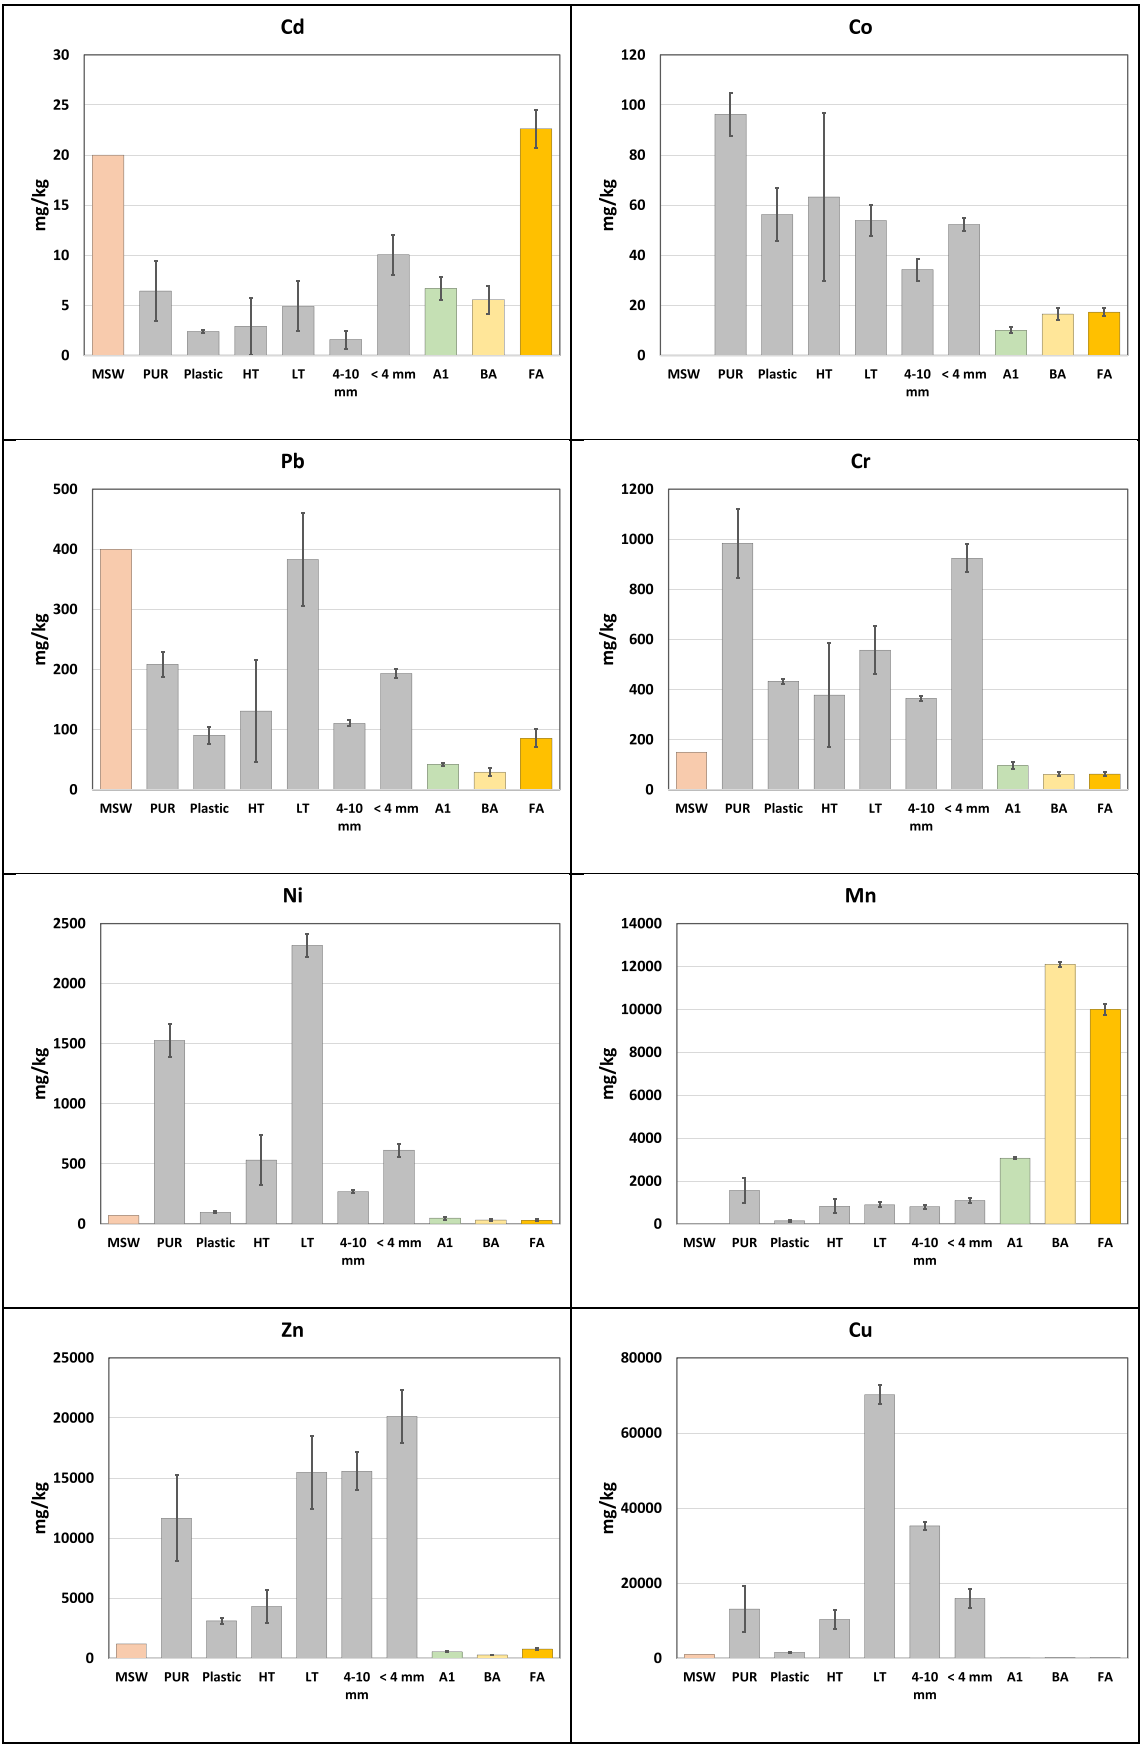 Cd
30
25
20
15
10
5
0
mg/kg
MSW PUR Plastic HT LT 4-10 < 4 mm A1 BA FA
mm
Co
120
100
80
60
40
20
0
mg/kg
MSW PUR Plastic HT LT 4-10 < 4 mm A1 BA FA
mm
Pb
500
400
300
200
100
0
mg/kg
MSW PUR Plastic HT LT 4-10 < 4 mm A1 BA FA
mm
Cr
1200
1000
800
600
400
200
0
mg/kg
MSW PUR Plastic HT LT 4-10 < 4 mm A1 BA FA
mm
Ni
2500
2000
1500
1000
500
0
mg/kg
MSW PUR Plastic HT LT 4-10 < 4 mm A1 BA FA
mm
Mn
14000
12000
10000
8000
6000
4000
2000
0
mg/kg
MSW PUR Plastic HT LT 4-10 < 4 mm A1 BA FA
mm
Zn
25000
20000
15000
10000
5000
0
mg/kg
MSW PUR Plastic HT LT 4-10 < 4 mm A1 BA FA
mm
Cu
80000
60000
40000
20000
0
mg/kg
MSW PUR Plastic HT LT 4-10 < 4 mm A1 BA FA
mm